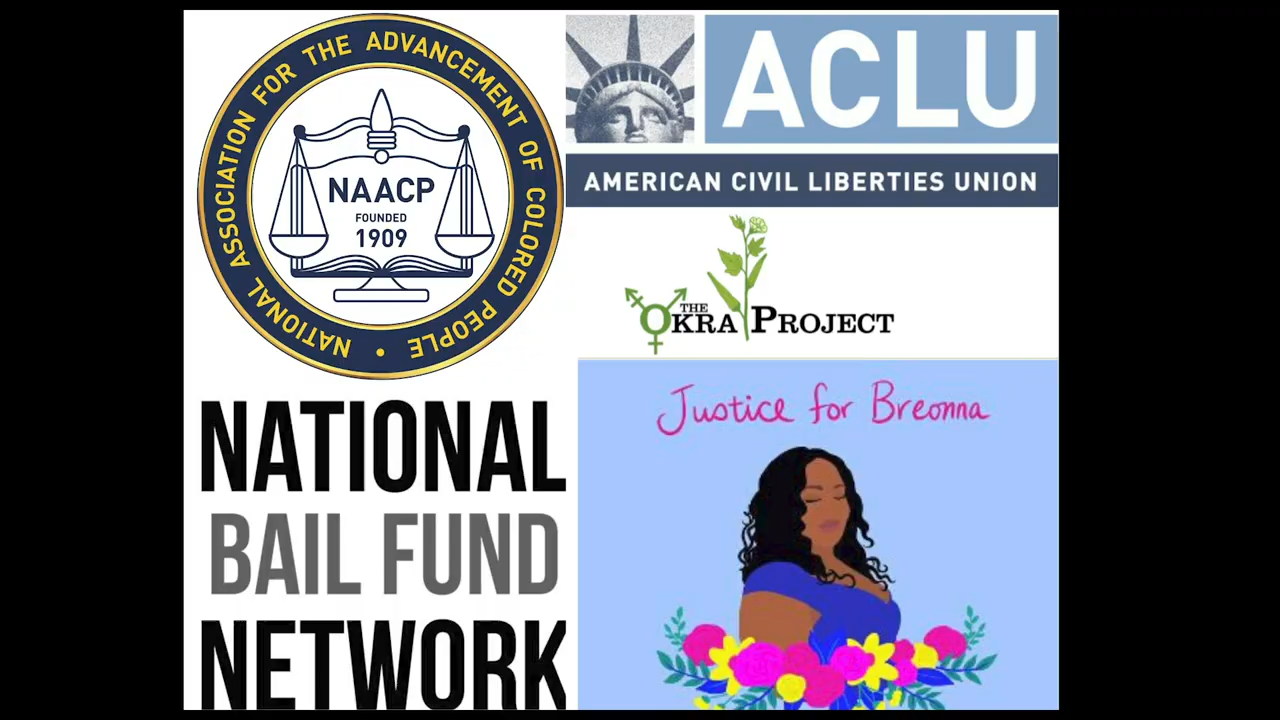 NATIONAL ASSOCIATION FOR THE ADVANCEMENT OF COLORED PEOPLE •
NAACP
FOUNDED
1909
ACLU
AMERICAN CIVIL LIBERTIES UNION
THE
OKRA PROJECT
NATIONAL
BAIL FUND
NETWORK
Justice for Breonna